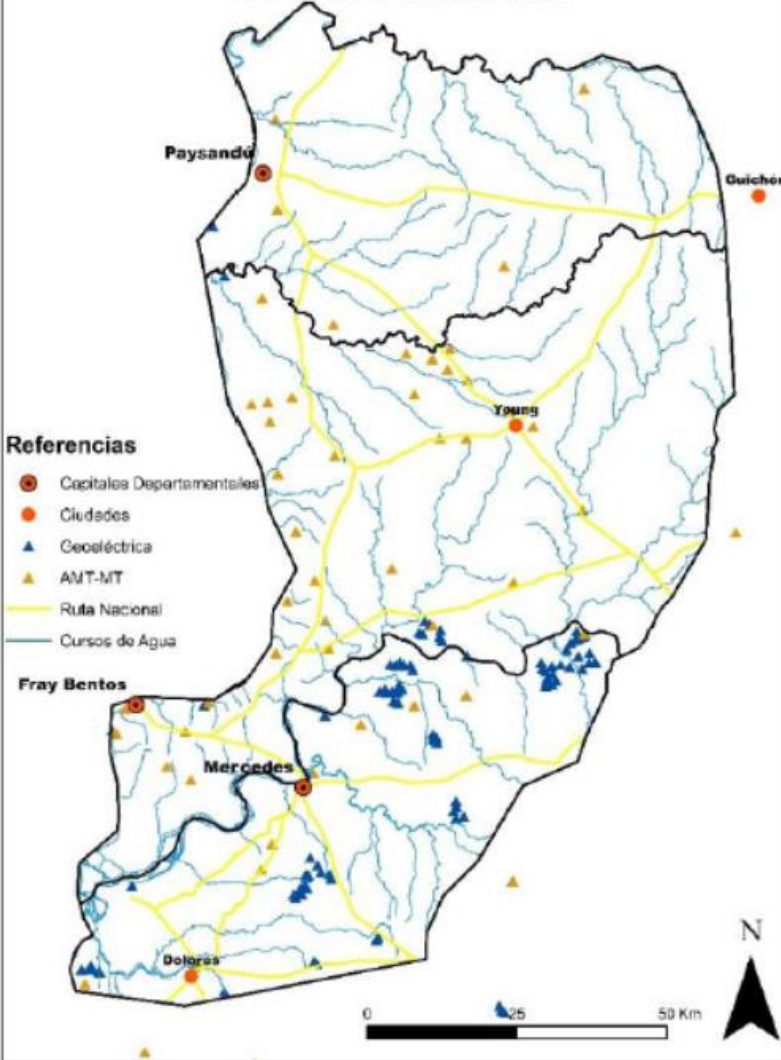 Paysandú
Guichón
Young
Referencias
Capitales Departamentales
Ciudades
Geoeléctrica
AMT-MT
Ruta Nacional
Cursos de Agua
Fray Bentos
Mercedes
Dolores
N
0 25 50 Km